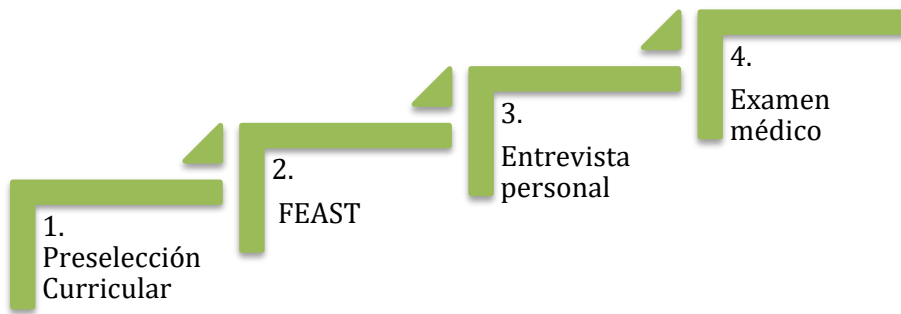 1.
Preselección
Curricular
2.
FEAST
3.
Entrevista
personal
4.
Examen
médico